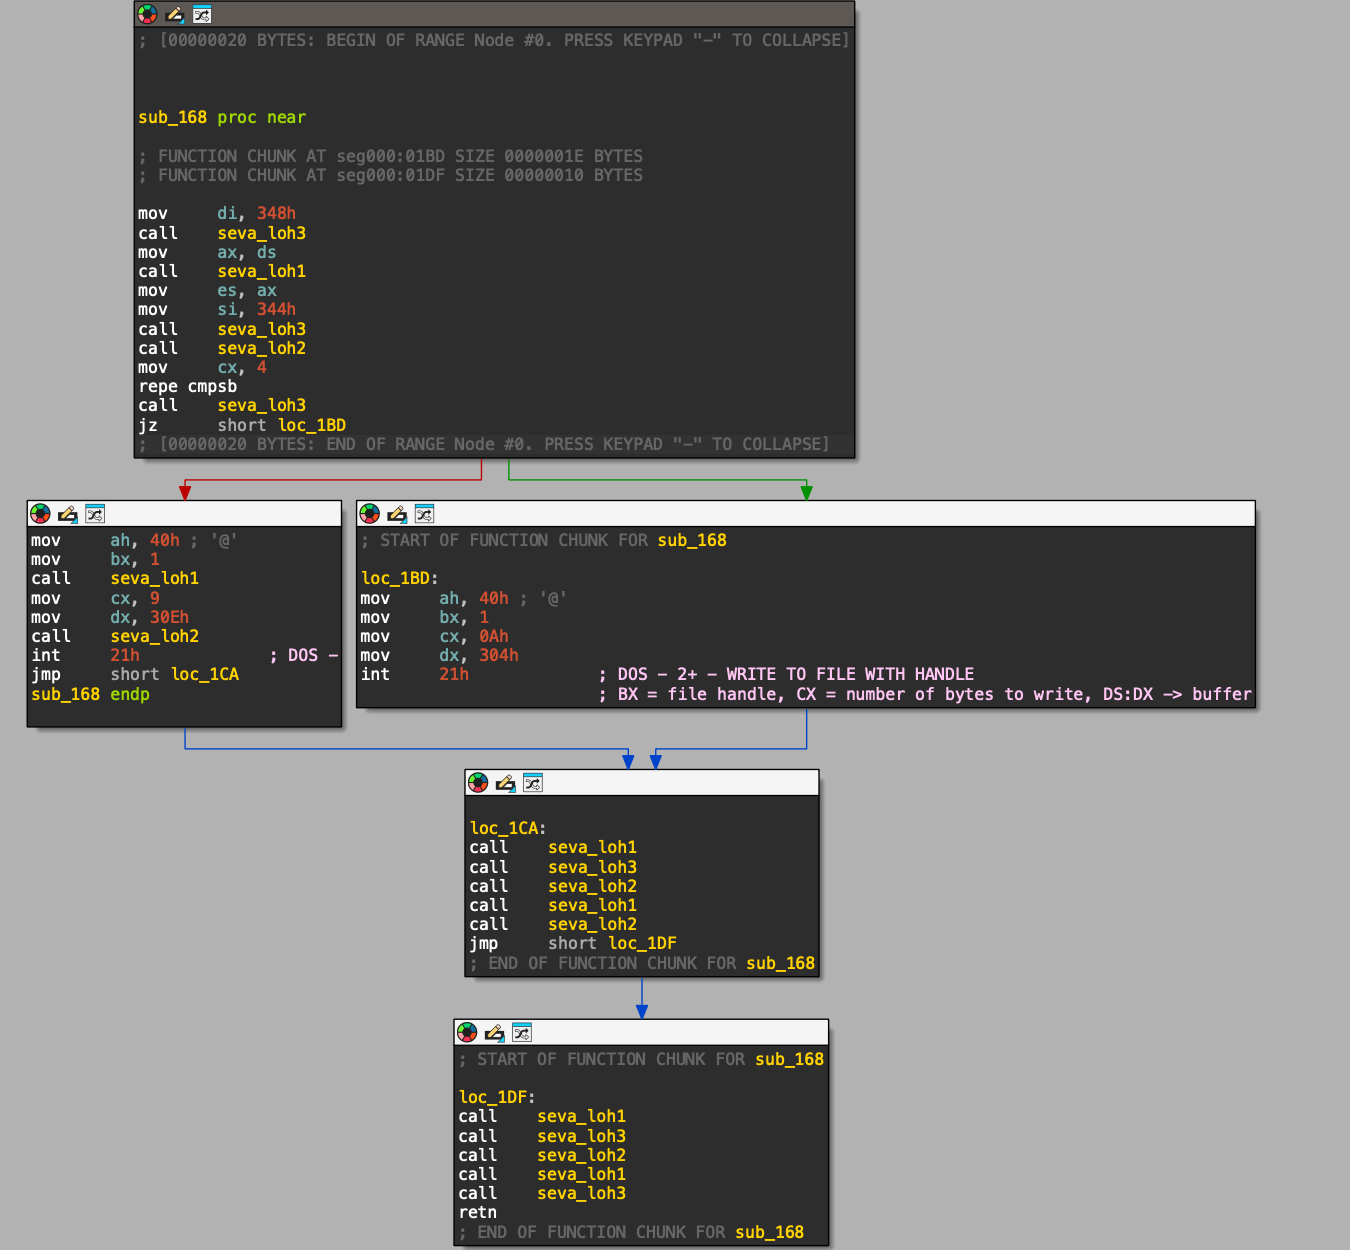 ; [00000020 BYTES: BEGIN OF RANGE Node #0. PRESS KEYPAD "-" TO COLLAPSE]
sub_168 proc near
; FUNCTION CHUNK AT seg000:01BD SIZE 0000001E BYTES
; FUNCTION CHUNK AT seg000:01DF SIZE 00000010 BYTES
mov di, 348h
call seva_loh3
mov ax, ds
call seva_loh1
mov es, ax
mov si, 344h
call seva_loh3
call seva_loh2
mov cx, 4
repe cmpsb
call seva_loh3
jz short loc_1BD
; [00000020 BYTES: END OF RANGE Node #0. PRESS KEYPAD "-" TO COLLAPSE]
mov ah, 40h ; '@'
mov bx, 1
call seva_loh1
mov cx, 9
mov dx, 30Eh
call seva_loh2
int 21h ; DOS -
jmp short loc_1CA
sub_168 endp
; START OF FUNCTION CHUNK FOR sub_168
loc_1BD:
mov ah, 40h ; '@'
mov bx, 1
mov cx, 0Ah
mov dx, 304h
int 21h ; DOS - 2+ - WRITE TO FILE WITH HANDLE
; BX = file handle, CX = number of bytes to write, DS:DX -> buffer
loc_1CA:
call seva_loh1
call seva_loh3
call seva_loh2
call seva_loh1
call seva_loh2
jmp short loc_1DF
; END OF FUNCTION CHUNK FOR sub_168
; START OF FUNCTION CHUNK FOR sub_168
loc_1DF:
call seva_loh1
call seva_loh3
call seva_loh2
call seva_loh1
call seva_loh3
retn
; END OF FUNCTION CHUNK FOR sub_168